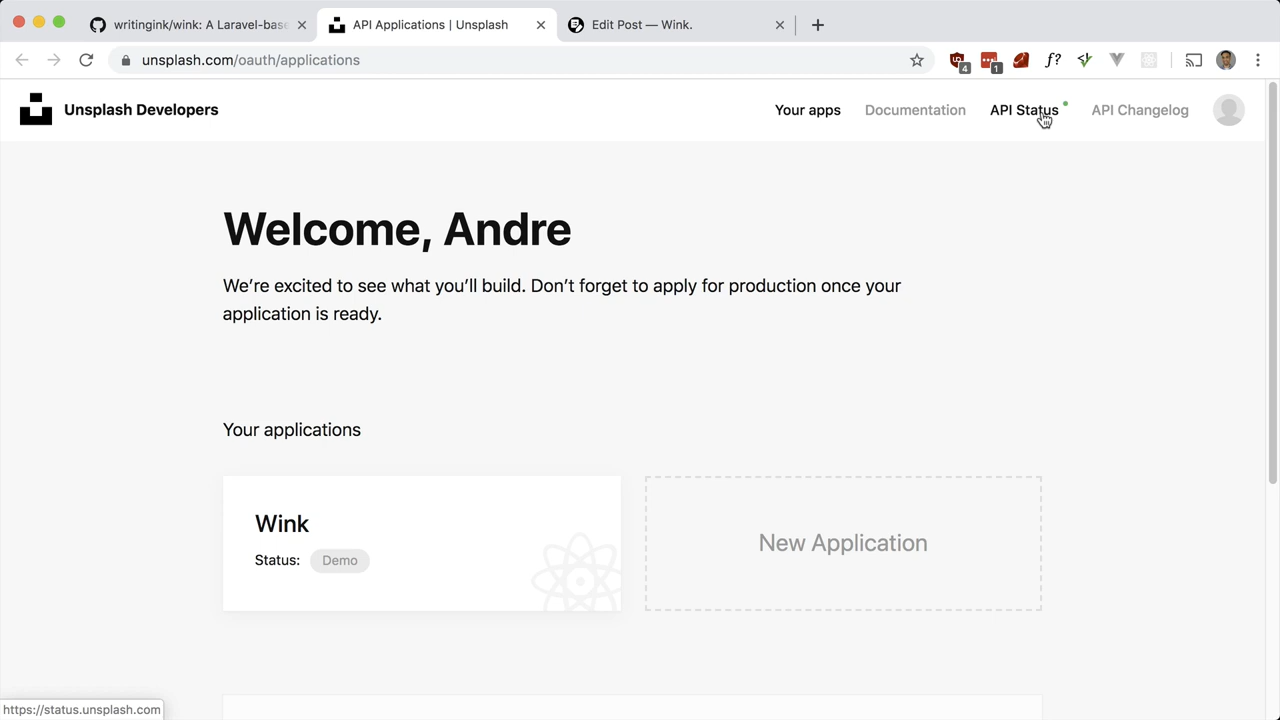 writingink/wink: A Laravel-base
API Applications | Unsplash
Edit Post — Wink.
unsplash.com/oauth/applications
4
1
f?
Unsplash Developers
Your apps
Documentation
API Status
API Changelog
Welcome, Andre
We're excited to see what you'll build. Don't forget to apply for production once your
application is ready.
Your applications
Wink
Status: Demo
New Application
https://status.unsplash.com